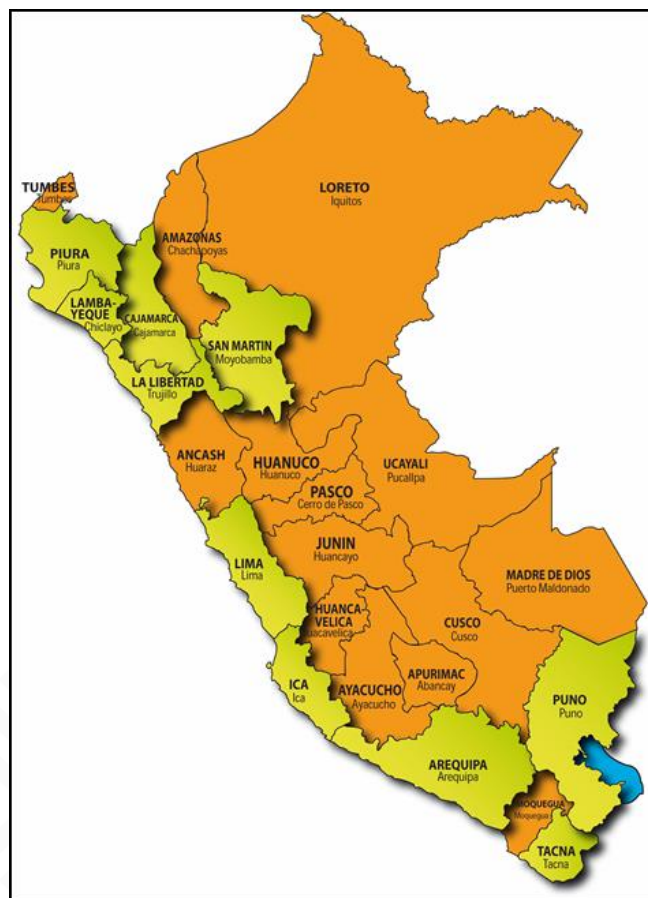 TUMBES
Tumbes
LORETO
Iquitos
AMAZONAS
Chachapoyas
PIURA
Piura
LAMBA-
YEQUE
Chiclayo
CAJAMARCA
Cajamarca
SAN MARTIN
Moyobamba
LA LIBERTAD
Trujillo
ANCASH
Huaraz
HUANUCO
Huanuco
UCAYALI
Pucallpa
PASCO
Cerro de Pasco
JUNIN
Huancayo
LIMA
Lima
MADRE DE DIOS
Puerto Maldonado
HUANCA-
VELICA
uacavelica
CUSCO
Cusco
APURIMAC
Abancay
ICA
Ica
AYACUCHO
Ayacucho
PUNO
Puno
AREQUIPA
Arequipa
MOQUEGUA
Moquegua
TACNA
Tacna